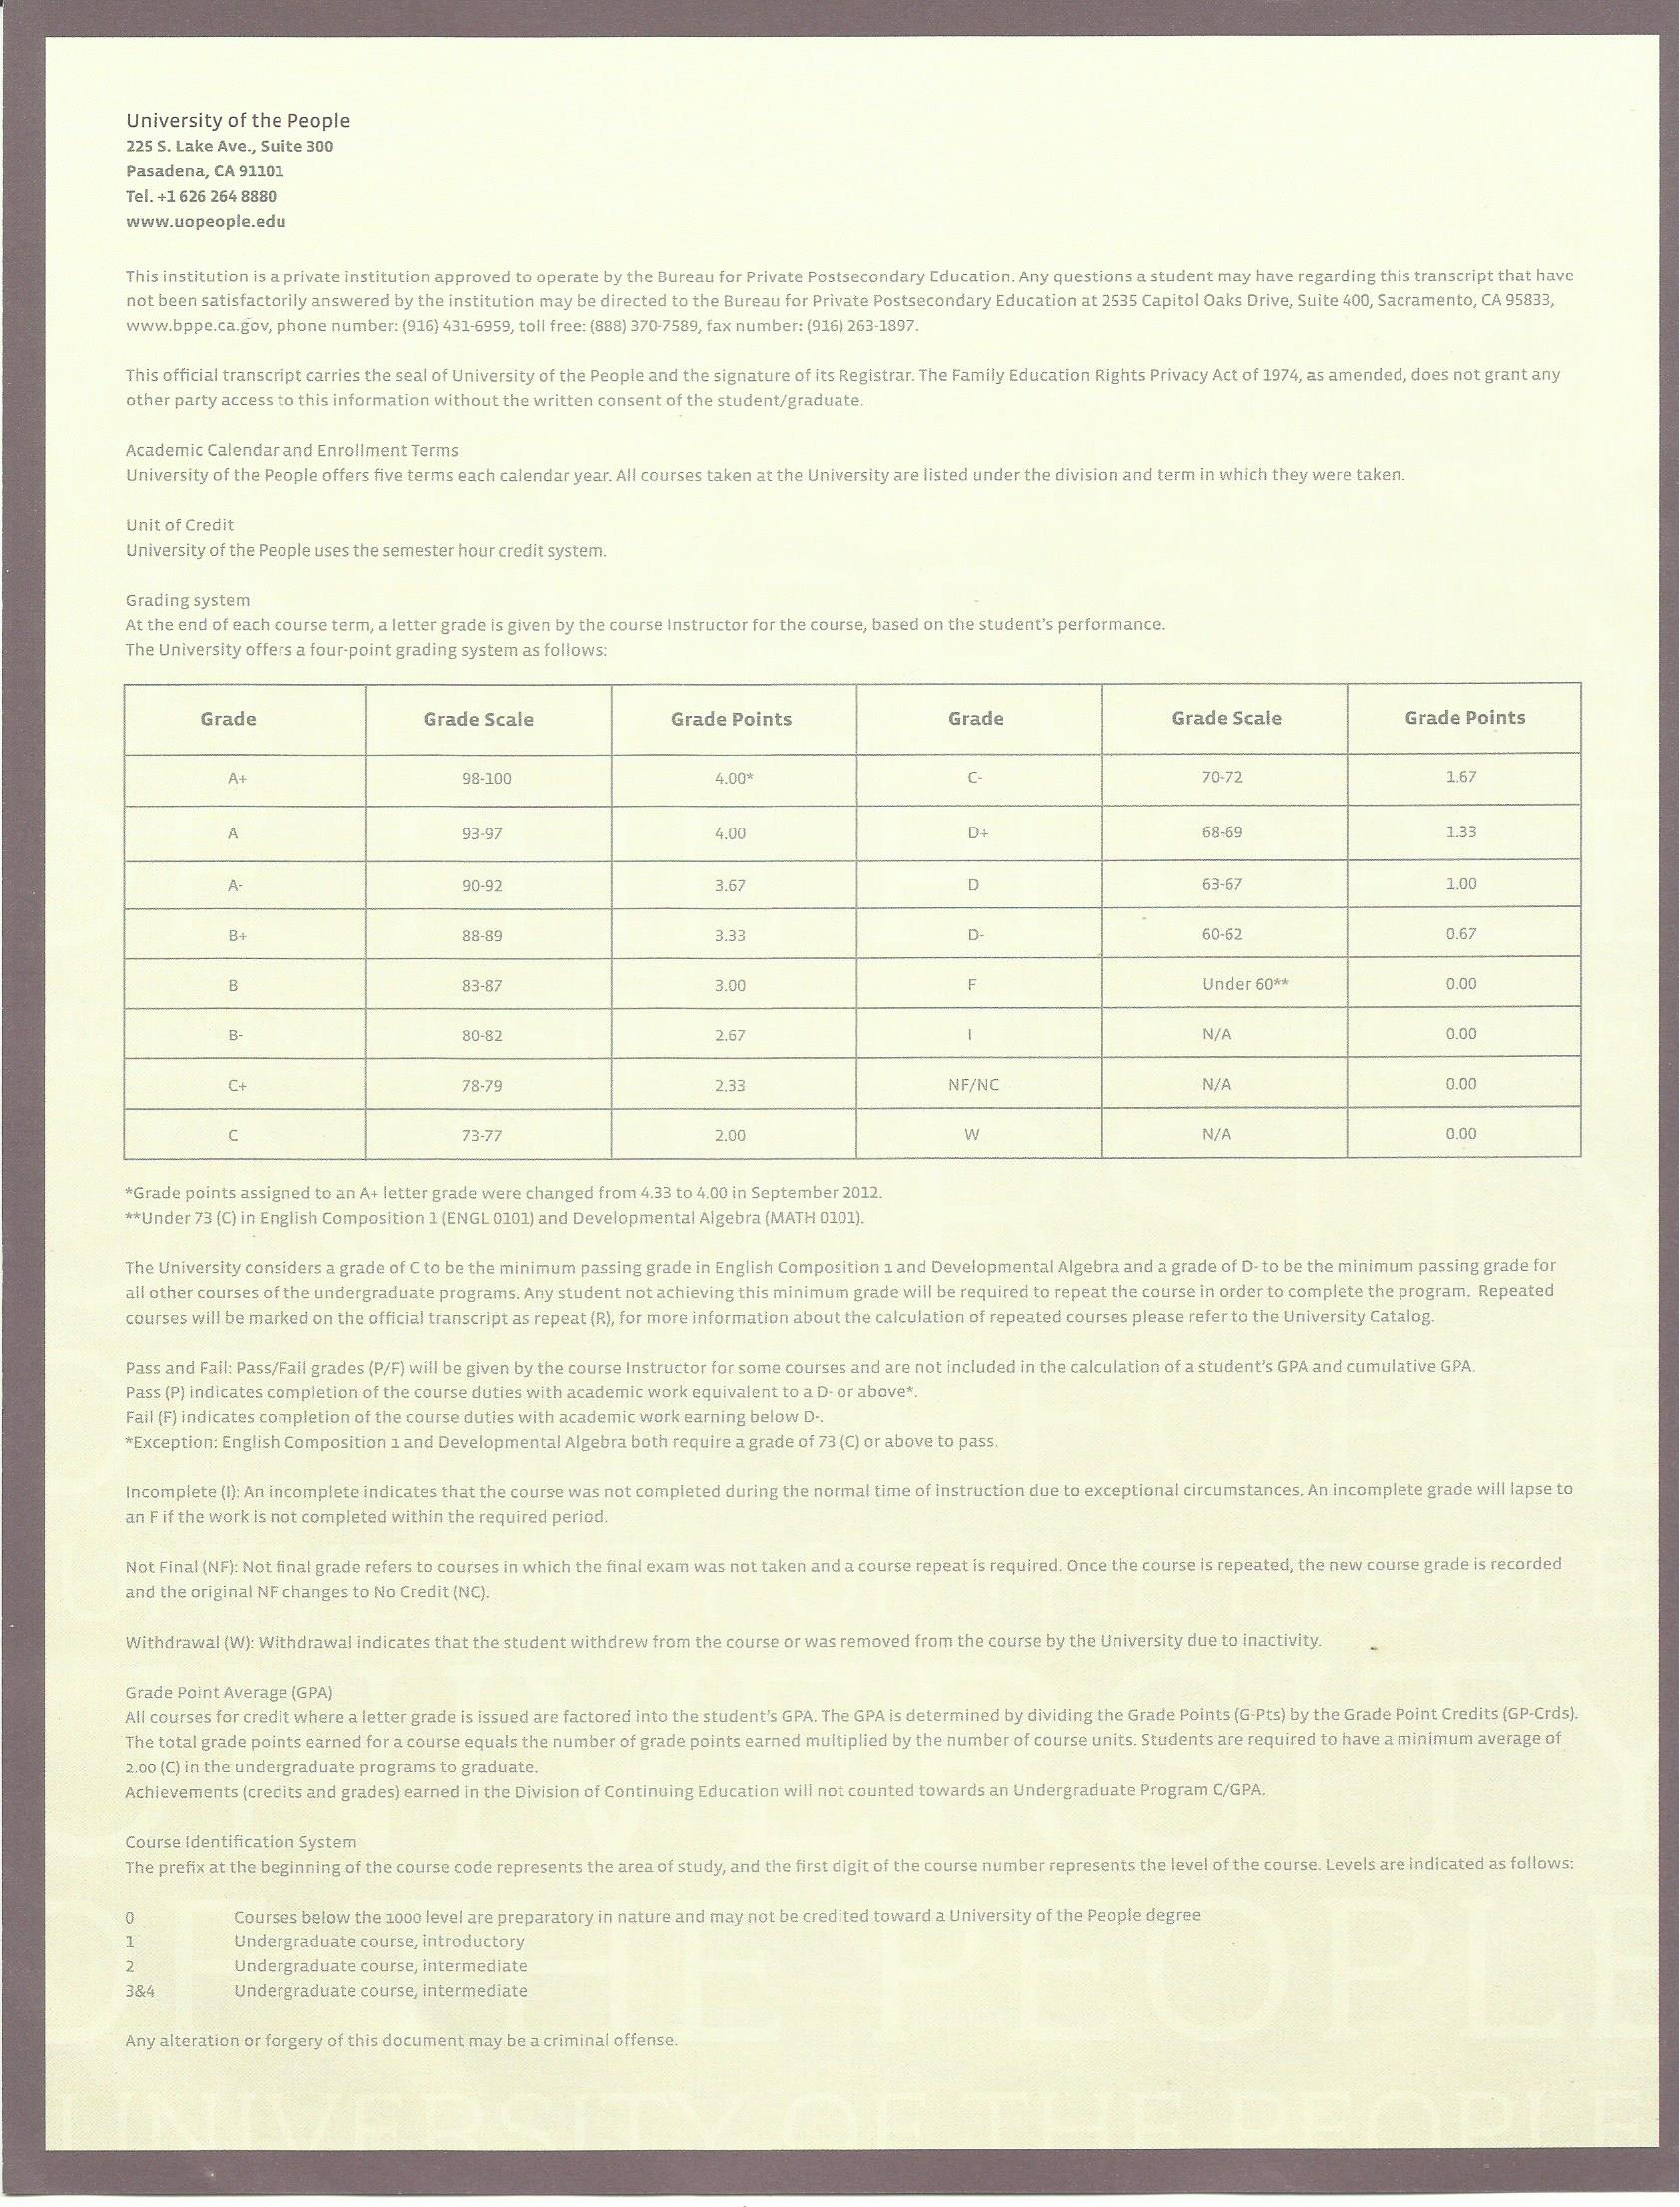 University of the People
225 S. Lake Ave., Suite 300
Pasadena, CA 91101
Tel. +1 626 264 8880
www.uopeople.edu
This institution is a private institution approved to operate by the Bureau for Private Postsecondary Education. Any questions a student may have regarding this transcript that have
not been satisfactorily answered by the institution may be directed to the Bureau for Private Postsecondary Education at 2535 Capitol Oaks Drive, Suite 400, Sacramento, CA 95833,
www.bppe.ca.gov, phone number: (916) 431-6959, toll free: (888) 370-7589, fax number: (916) 263-1897.
This official transcript carries the seal of University of the People and the signature of its Registrar. The Family Education Rights Privacy Act of 1974, as amended, does not grant any
other party access to this information without the written consent of the student/graduate.
Academic Calendar and Enrollment Terms
University of the People offers five terms each calendar year. All courses taken at the University are listed under the division and term in which they were taken.
Unit of Credit
University of the People uses the semester hour credit system.
Grading system
At the end of each course term, a letter grade is given by the course Instructor for the course, based on the student's performance.
The University offers a four-point grading system as follows:
Grade Grade Scale Grade Points Grade Grade Scale Grade Points
A+ 98-100 4.00* C- 70-72 1.67
A 93-97 4.00 D+ 68-69 1.33
A- 90-92 3.67 D 63-67 1.00
B+ 88-89 3.33 D- 60-62 0.67
B 83-87 3.00 F Under 60** 0.00
B- 80-82 2.67 I N/A 0.00
C+ 78-79 2.33 NF/NC N/A 0.00
C 73-77 2.00 W N/A 0.00
*Grade points assigned to an A+ letter grade were changed from 4.33 to 4.00 in September 2012.
**Under 73 (C) in English Composition 1 (ENGL 0101) and Developmental Algebra (MATH 0101).
The University considers a grade of C to be the minimum passing grade in English Composition 1 and Developmental Algebra and a grade of D- to be the minimum passing grade for
all other courses of the undergraduate programs. Any student not achieving this minimum grade will be required to repeat the course in order to complete the program. Repeated
courses will be marked on the official transcript as repeat (R), for more information about the calculation of repeated courses please refer to the University Catalog.
Pass and Fail: Pass/Fail grades (P/F) will be given by the course Instructor for some courses and are not included in the calculation of a student's GPA and cumulative GPA.
Pass (P) indicates completion of the course duties with academic work equivalent to a D- or above*.
Fail (F) indicates completion of the course duties with academic work earning below D-.
*Exception: English Composition 1 and Developmental Algebra both require a grade of 73 (C) or above to pass.
Incomplete (I): An incomplete indicates that the course was not completed during the normal time of instruction due to exceptional circumstances. An incomplete grade will lapse to
an F if the work is not completed within the required period.
Not Final (NF): Not final grade refers to courses in which the final exam was not taken and a course repeat is required. Once the course is repeated, the new course grade is recorded
and the original NF changes to No Credit (NC).
Withdrawal (W): Withdrawal indicates that the student withdrew from the course or was removed from the course by the University due to inactivity.
Grade Point Average (GPA)
All courses for credit where a letter grade is issued are factored into the student's GPA. The GPA is determined by dividing the Grade Points (G-Pts) by the Grade Point Credits (GP-Crds).
The total grade points earned for a course equals the number of grade points earned multiplied by the number of course units. Students are required to have a minimum average of
2.00 (C) in the undergraduate programs to graduate.
Achievements (credits and grades) earned in the Division of Continuing Education will not counted towards an Undergraduate Program C/GPA.
Course Identification System
The prefix at the beginning of the course code represents the area of study, and the first digit of the course number represents the level of the course. Levels are indicated as follows:
0 Courses below the 1000 level are preparatory in nature and may not be credited toward a University of the People degree
1 Undergraduate course, introductory
2 Undergraduate course, intermediate
3&4 Undergraduate course, intermediate
OF THE PEOPLE
Any alteration or forgery of this document may be a criminal offense.
UNIVERSITY OF THE PEOPLE